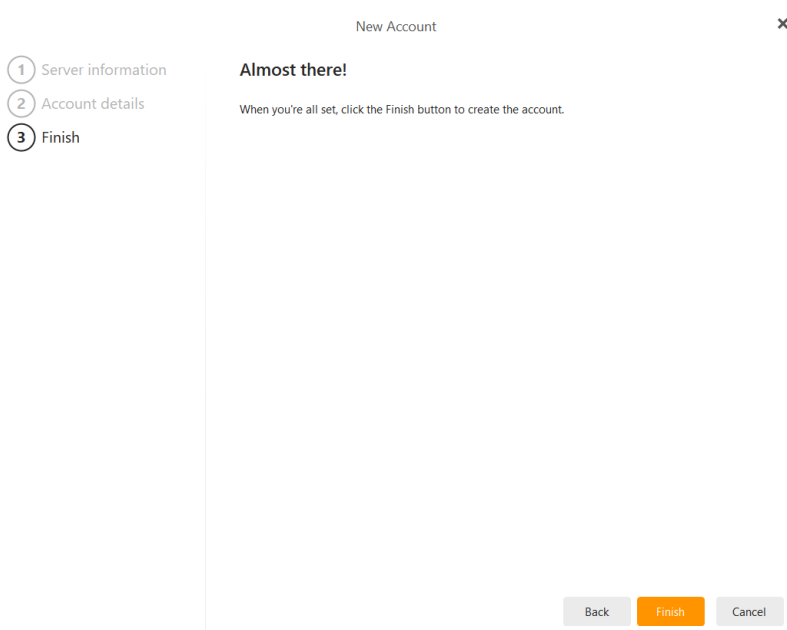 New Account
1 Server information
2 Account details
3 Finish
Almost there!
When you're all set, click the Finish button to create the account.
Back
Finish
Cancel